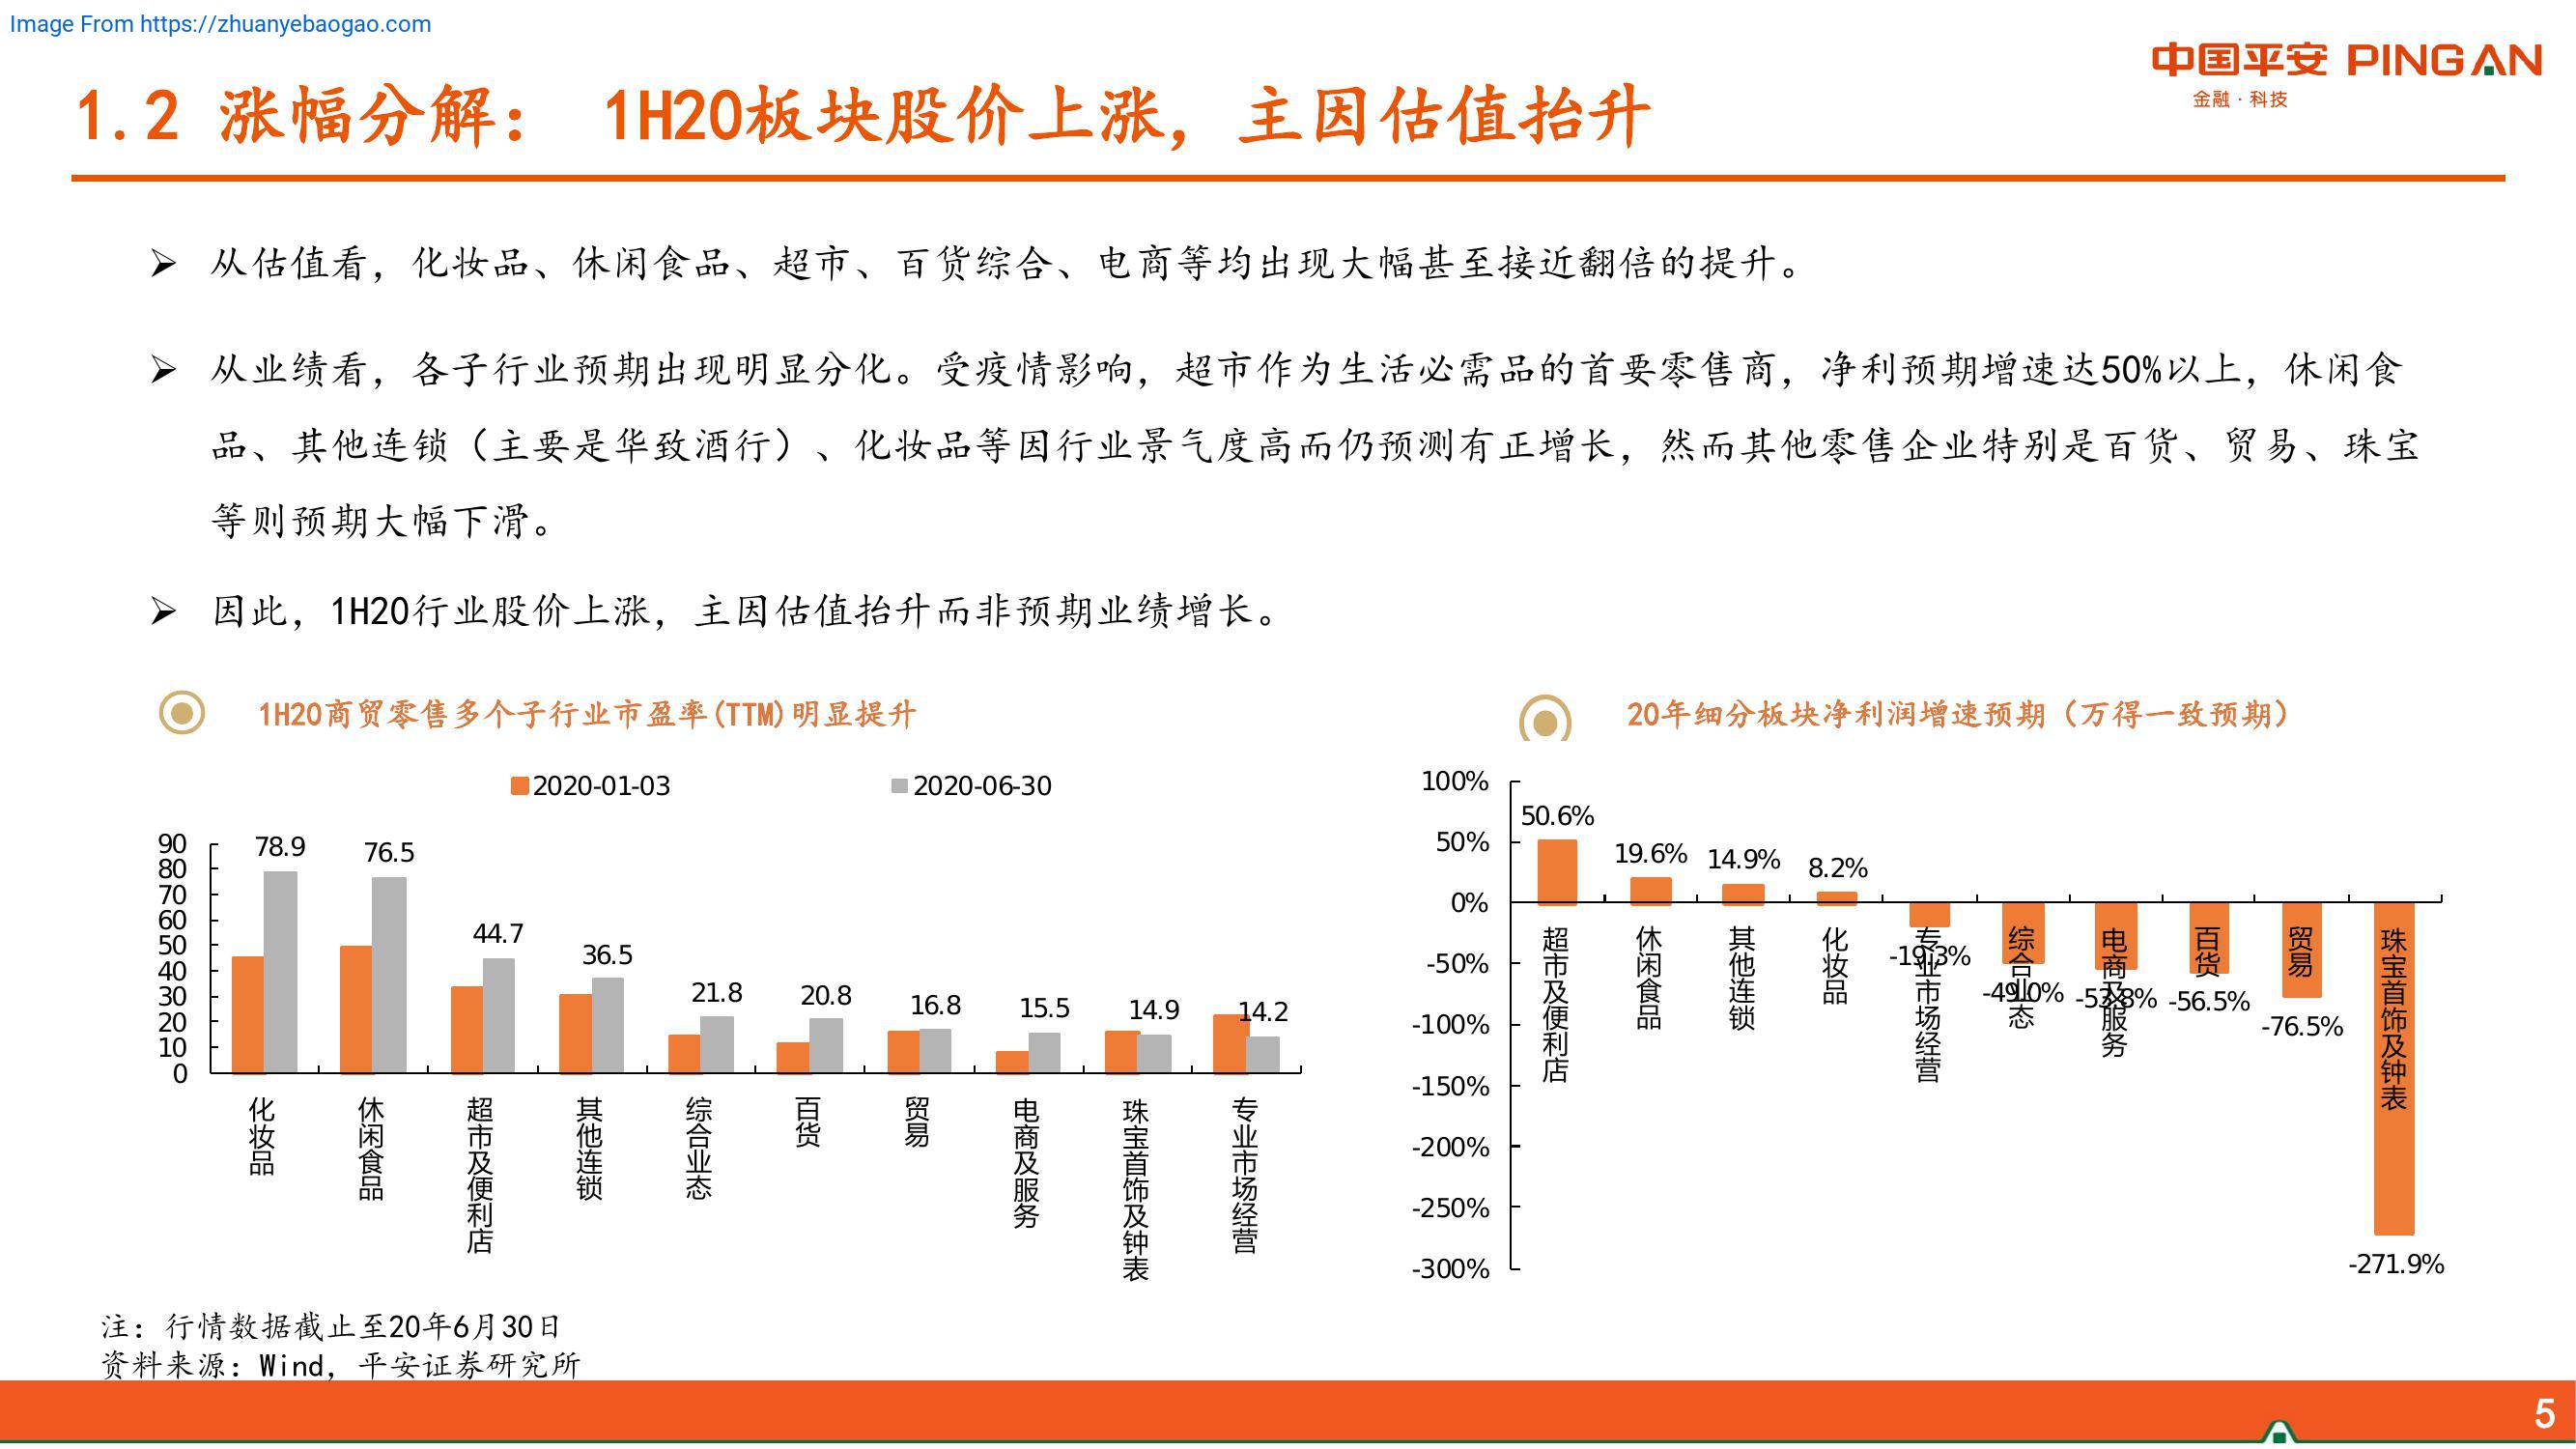 Image From https://zhuanyebaogao.com
中国平安 PINGAN
金融·科技
1.2 涨幅分解： 1H20板块股价上涨，主因估值抬升
➢ 从估值看，化妆品、休闲食品、超市、百货综合、电商等均出现大幅甚至接近翻倍的提升。
➢ 从业绩看，各子行业预期出现明显分化。受疫情影响，超市作为生活必需品的首要零售商，净利预期增速达50%以上，休闲食
品、其他连锁（主要是华致酒行）、化妆品等因行业景气度高而仍预测有正增长，然而其他零售企业特别是百货、贸易、珠宝
等则预期大幅下滑。
➢ 因此，1H20行业股价上涨，主因估值抬升而非预期业绩增长。
1H20商贸零售多个子行业市盈率(TTM)明显提升
2020-01-03
2020-06-30
90
80
70
60
50
40
30
20
10
0
78.9
76.5
44.7
36.5
21.8
20.8
16.8
15.5
14.9
14.2
化妆品
休闲食品
超市及便利店
其他连锁
综合业态
百货
贸易
电商及服务
珠宝首饰及钟表
专业市场经营
20年细分板块净利润增速预期（万得一致预期）
100%
50%
0%
-50%
-100%
-150%
-200%
-250%
-300%
50.6%
19.6%
14.9%
8.2%
-19.3%
-49.0%
-53.8%
-56.5%
-76.5%
-271.9%
超市及便利店
休闲食品
其他连锁
化妆品
专业市场经营
综合业态
电商及服务
百货
贸易
珠宝首饰及钟表
注：行情数据截止至20年6月30日
资料来源：Wind，平安证券研究所
5